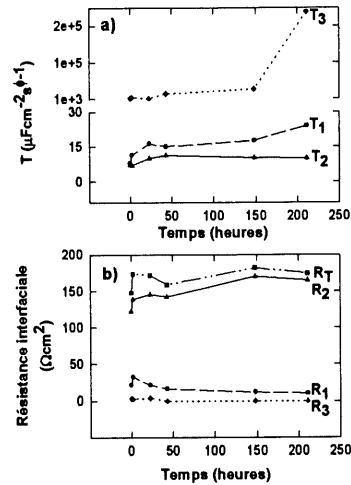 a)
2e+5
1e+5
1e+3
30
15
0
T (µFcm⁻²sᶲ⁻¹)
T3
T1
T2
0 50 100 150 200 250
Temps (heures)
b)
200
150
100
50
0
Résistance interfaciale
(Ωcm²)
RT
R2
R1
R3
0 50 100 150 200 250
Temps (heures)